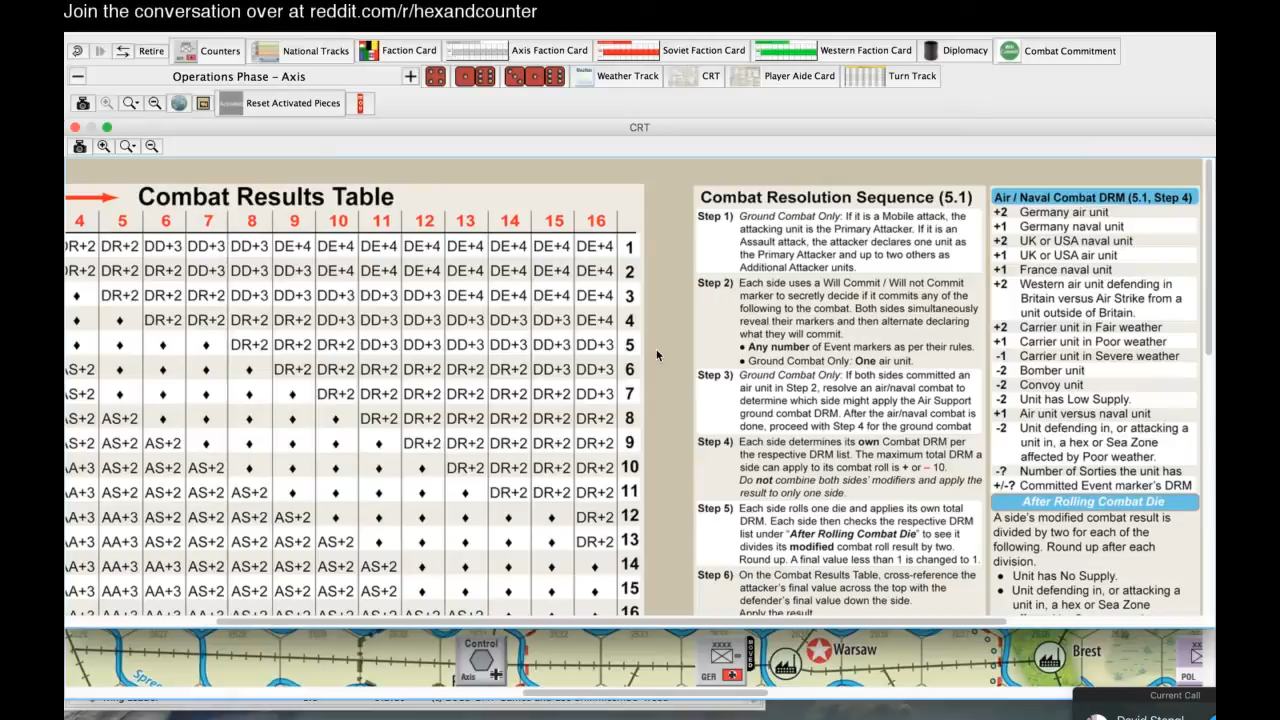 Join the conversation over at reddit.com/r/hexandcounter
Retire Counters National Tracks Faction Card Axis Faction Card Soviet Faction Card Western Faction Card Diplomacy Combat Commitment
Operations Phase - Axis Weather Track CRT Player Aide Card Turn Track
Reset Activated Pieces
CRT
Combat Results Table
4 5 6 7 8 9 10 11 12 13 14 15 16
DR+2 DR+2 DD+3 DD+3 DD+3 DE+4 DE+4 DE+4 DE+4 DE+4 DE+4 DE+4 DE+4 1
DR+2 DR+2 DR+2 DD+3 DD+3 DD+3 DE+4 DE+4 DE+4 DE+4 DE+4 DE+4 DE+4 2
♦ DR+2 DR+2 DR+2 DD+3 DD+3 DD+3 DD+3 DD+3 DE+4 DE+4 DE+4 DE+4 3
♦ ♦ DR+2 DR+2 DR+2 DR+2 DD+3 DD+3 DD+3 DD+3 DD+3 DD+3 DE+4 4
♦ ♦ ♦ ♦ DR+2 DR+2 DR+2 DD+3 DD+3 DD+3 DD+3 DD+3 DD+3 5
AS+2 ♦ ♦ ♦ ♦ DR+2 DR+2 DR+2 DR+2 DR+2 DR+2 DD+3 DD+3 6
AS+2 ♦ ♦ ♦ ♦ ♦ DR+2 DR+2 DR+2 DR+2 DR+2 DR+2 DD+3 7
AS+2 AS+2 ♦ ♦ ♦ ♦ ♦ DR+2 DR+2 DR+2 DR+2 DR+2 DR+2 8
AS+2 AS+2 AS+2 ♦ ♦ ♦ ♦ ♦ DR+2 DR+2 DR+2 DR+2 DR+2 9
AA+3 AS+2 AS+2 AS+2 ♦ ♦ ♦ ♦ ♦ DR+2 DR+2 DR+2 DR+2 10
AA+3 AA+3 AS+2 AS+2 AS+2 ♦ ♦ ♦ ♦ ♦ DR+2 DR+2 DR+2 11
AA+3 AA+3 AS+2 AS+2 AS+2 AS+2 ♦ ♦ ♦ ♦ ♦ ♦ DR+2 12
AA+3 AA+3 AA+3 AS+2 AS+2 AS+2 AS+2 ♦ ♦ ♦ ♦ ♦ DR+2 13
AA+3 AA+3 AA+3 AS+2 AS+2 AS+2 AS+2 AS+2 ♦ ♦ ♦ ♦ ♦ 14
AA+3 AA+3 AA+3 AA+3 AS+2 AS+2 AS+2 AS+2 ♦ ♦ ♦ ♦ ♦ 15
16
Combat Resolution Sequence (5.1)
Step 1) Ground Combat Only: If it is a Mobile attack, the
attacking unit is the Primary Attacker. If it is an
Assault attack, the attacker declares one unit as
the Primary Attacker and up to two others as
Additional Attacker units.
Step 2) Each side uses a Will Commit / Will not Commit
marker to secretly decide if it commits any of the
following to the combat. Both sides simultaneously
reveal their markers and then alternate declaring
what they will commit.
● Any number of Event markers as per their rules.
● Ground Combat Only: One air unit.
Step 3) Ground Combat Only: If both sides committed an
air unit in Step 2, resolve an air/naval combat to
determine which side might apply the Air Support
ground combat DRM. After the air/naval combat is
done, proceed with Step 4 for the ground combat
Step 4) Each side determines its own Combat DRM per
the respective DRM list. The maximum total DRM a
side can apply to its combat roll is + or – 10.
Do not combine both sides' modifiers and apply the
result to only one side.
Step 5) Each side rolls one die and applies its own total
DRM. Each side then checks the respective DRM
list under "After Rolling Combat Die" to see it
divides its modified combat roll result by two.
Round up. A final value less than 1 is changed to 1.
Step 6) On the Combat Results Table, cross-reference the
attacker's final value across the top with the
defender's final value down the side.
Apply the result
Air / Naval Combat DRM (5.1, Step 4)
+2 Germany air unit
+1 Germany naval unit
+2 UK or USA naval unit
+1 UK or USA air unit
+1 France naval unit
+2 Western air unit defending in
Britain versus Air Strike from a
unit outside of Britain.
+2 Carrier unit in Fair weather
+1 Carrier unit in Poor weather
-1 Carrier unit in Severe weather
-2 Bomber unit
-2 Convoy unit
-2 Unit has Low Supply.
+1 Air unit versus naval unit
-2 Unit defending in, or attacking a
unit in, a hex or Sea Zone
affected by Poor weather.
-? Number of Sorties the unit has
+/-? Committed Event marker's DRM
After Rolling Combat Die
A side's modified combat result is
divided by two for each of the
following. Round up after each
division.
● Unit has No Supply.
● Unit defending in, or attacking a
unit in, a hex or Sea Zone
Control
Axis
Spree
XXXX
GER
MOVED
Warsaw
Brest
POL
Current Call